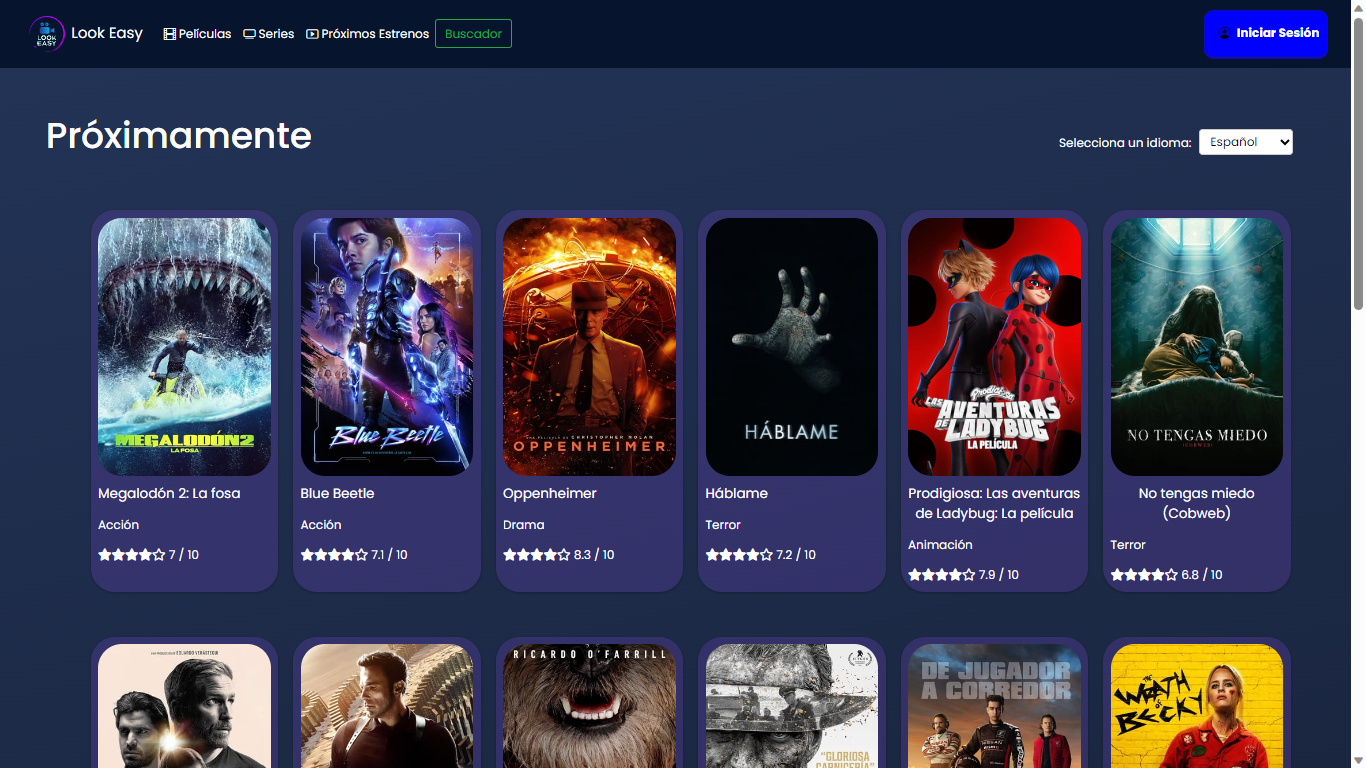 LOOK
EASY
Look Easy
Películas
Series
Próximos Estrenos
Buscador
Iniciar Sesión
Próximamente
Selecciona un idioma:
Español
MEGALODÓN2
LA FOSA
Blue Beetle
UNA PELÍCULA DE CHRISTOPHER NOLAN
OPPENHEIMER
HÁBLAME
Prodigiosa
LAS
AVENTURAS
DE LADYBUG
LA PELÍCULA
NO TENGAS MIEDO
(COBWEB)
Megalodón 2: La fosa
Acción
7 / 10
Blue Beetle
Acción
7.1 / 10
Oppenheimer
Drama
8.3 / 10
Háblame
Terror
7.2 / 10
Prodigiosa: Las aventuras
de Ladybug: La película
Animación
7.9 / 10
No tengas miedo
(Cobweb)
Terror
6.8 / 10
EDUARDO VERÁSTEGUI
RICARDO O'FARRILL
"GLORIOSA
CARNICERÍA"
DE JUGADOR
A CORREDOR
THE
WRATH
OF
BECKY